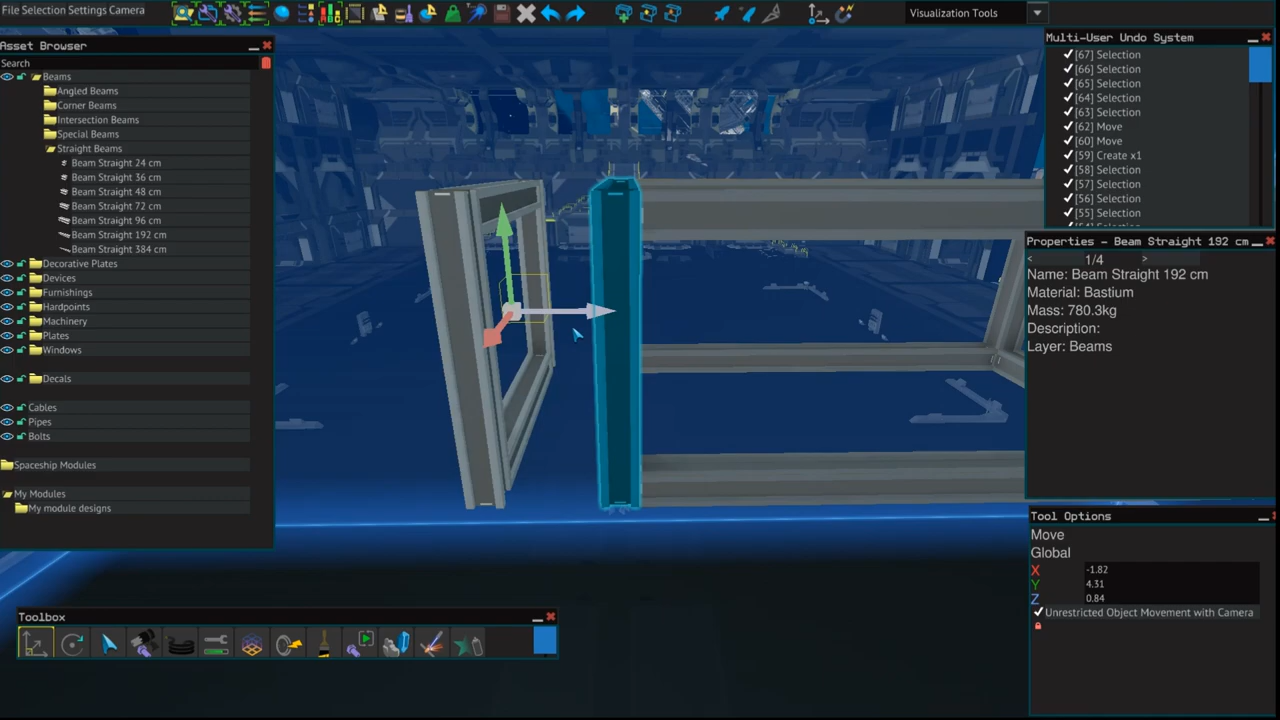 File Selection Settings Camera
Visualization Tools
Asset Browser
Search
Beams
Angled Beams
Corner Beams
Intersection Beams
Special Beams
Straight Beams
Beam Straight 24 cm
Beam Straight 36 cm
Beam Straight 48 cm
Beam Straight 72 cm
Beam Straight 96 cm
Beam Straight 192 cm
Beam Straight 384 cm
Decorative Plates
Devices
Furnishings
Hardpoints
Machinery
Plates
Windows
Decals
Cables
Pipes
Bolts
Spaceship Modules
My Modules
My module designs
Toolbox
Multi-User Undo System
[67] Selection
[66] Selection
[65] Selection
[64] Selection
[63] Selection
[62] Move
[60] Move
[59] Create x1
[58] Selection
[57] Selection
[56] Selection
[55] Selection
Properties - Beam Straight 192 cm
< 1/4 >
Name: Beam Straight 192 cm
Material: Bastium
Mass: 780.3kg
Description:
Layer: Beams
Tool Options
Move
Global
X -1.82
Y 4.31
Z 0.84
Unrestricted Object Movement with Camera